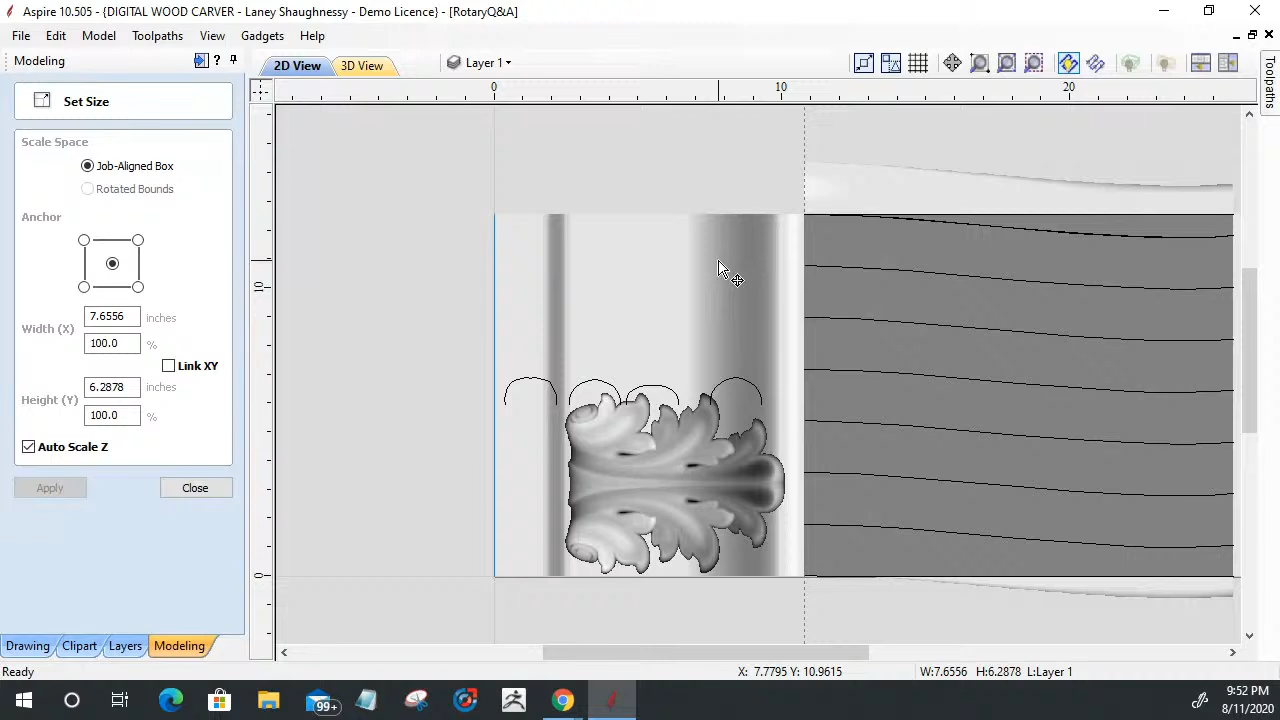 Aspire 10.505 - {DIGITAL WOOD CARVER - Laney Shaughnessy - Demo Licence} - [RotaryQ&A]
File Edit Model Toolpaths View Gadgets Help
Modeling ?
2D View 3D View Layer 1
Set Size
0 10 20
Toolpaths
Scale Space
Job-Aligned Box
Rotated Bounds
Anchor
10
Width (X) 7.6556 inches
100.0 %
Link XY
Height (Y) 6.2878 inches
100.0 %
Auto Scale Z
Apply Close
0
Drawing Clipart Layers Modeling
Ready X: 7.7795 Y: 10.9615 W:7.6556 H:6.2878 L:Layer 1
99+
9:52 PM
8/11/2020